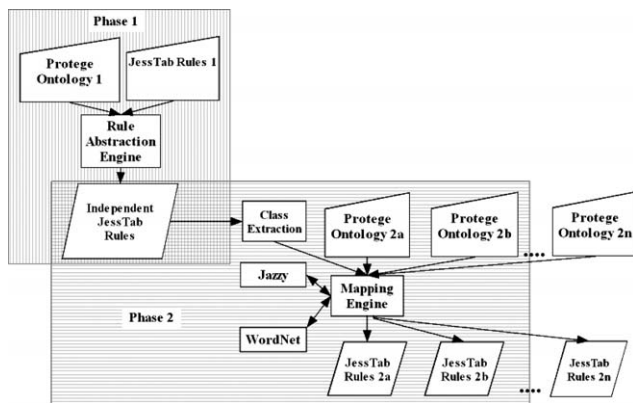 Phase 1
Protege
Ontology 1
JessTab Rules 1
Rule
Abstraction
Engine
Independent
JessTab
Rules
Class
Extraction
Protege
Ontology 2a
Protege
Ontology 2b
Protege
Ontology 2n
....
Jazzy
Mapping
Engine
Phase 2
WordNet
JessTab
Rules 2a
JessTab
Rules 2b
JessTab
Rules 2n
....